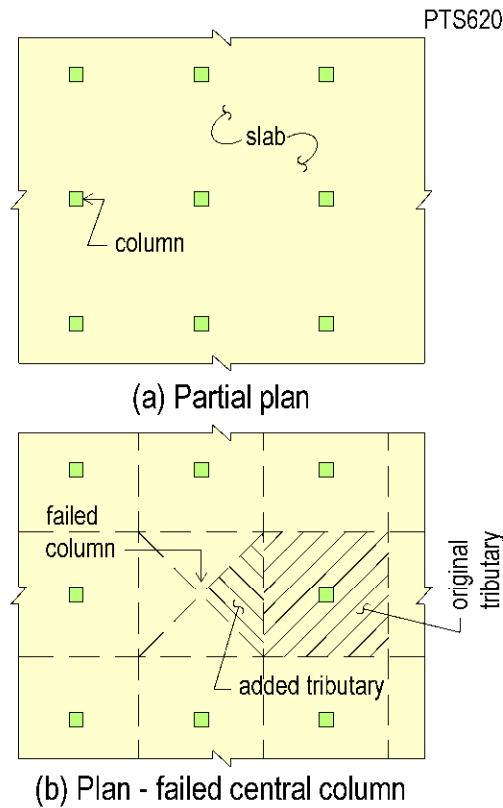 PTS620
slab
column
(a) Partial plan
failed
column
original
tributary
added tributary
(b) Plan - failed central column